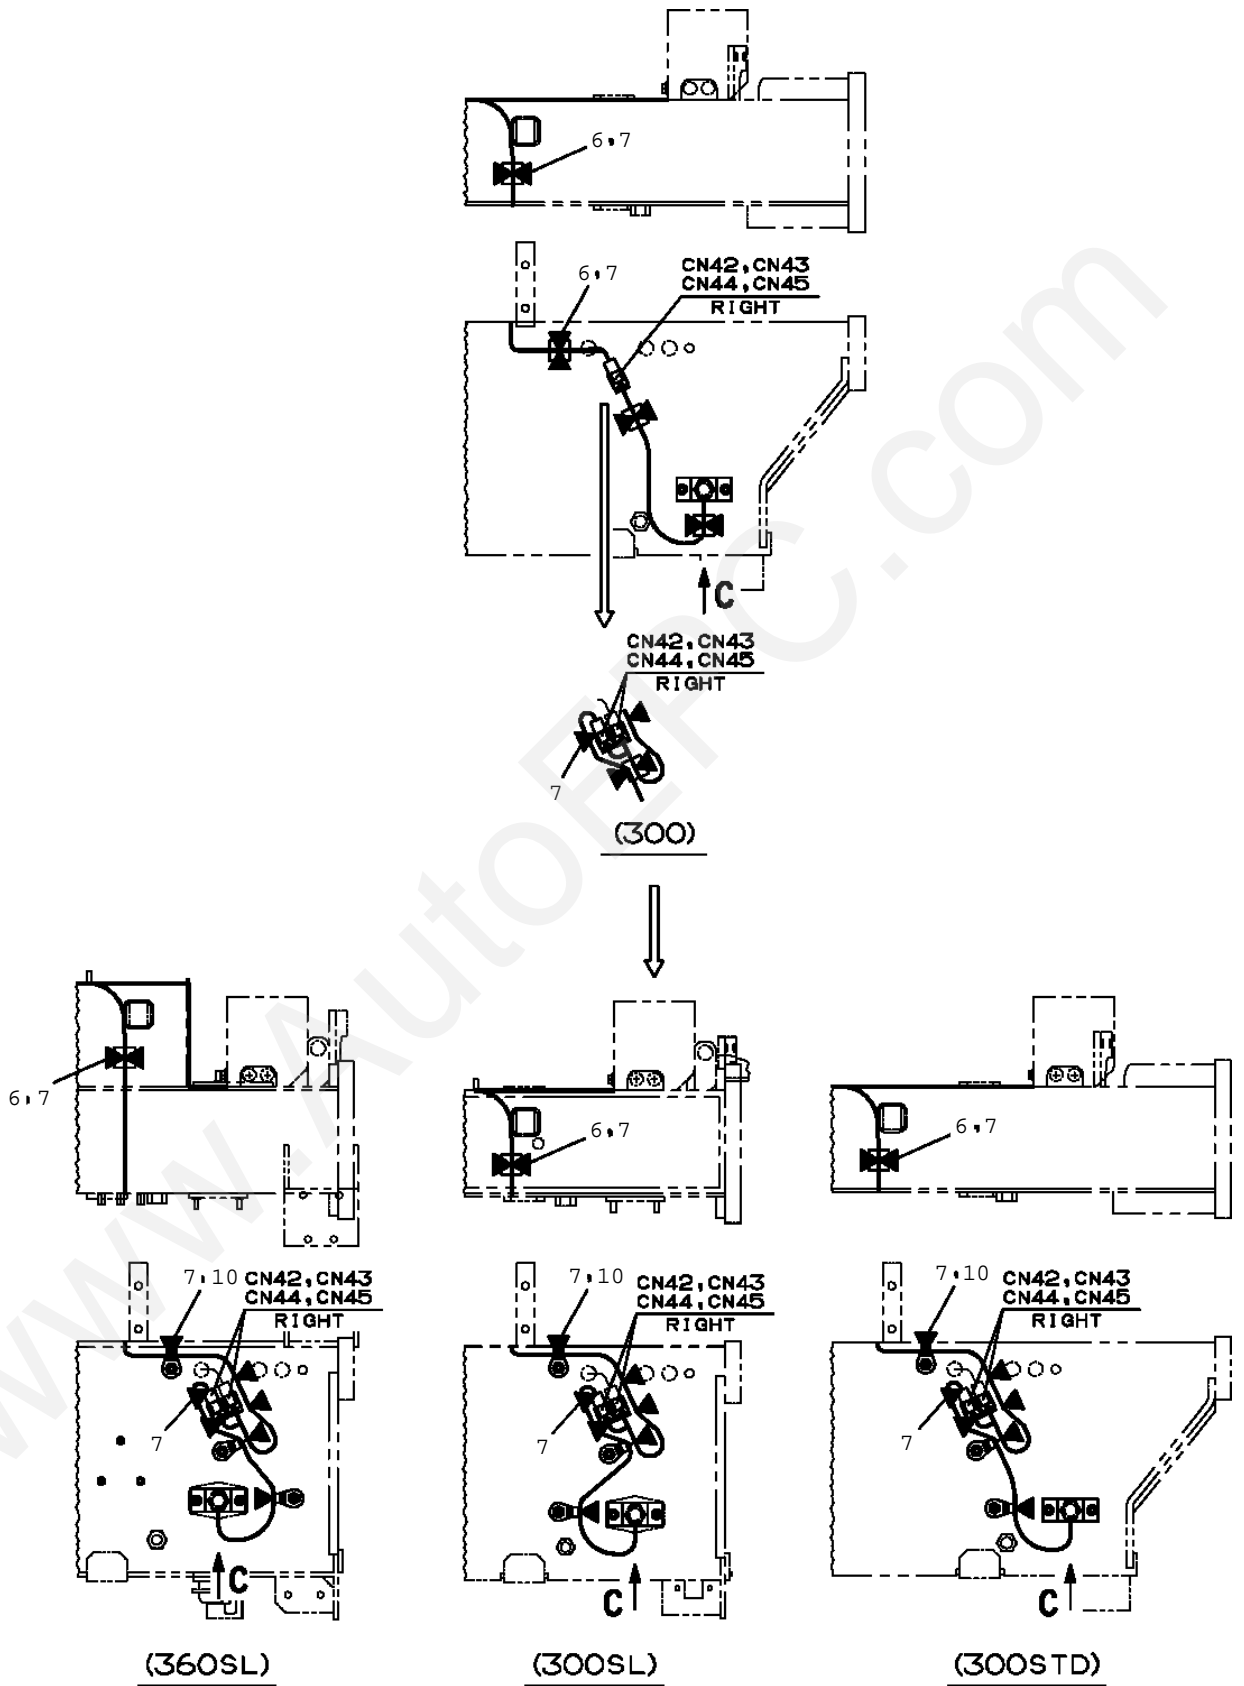 6,7
6,7
CN42,CN43
CN44,CN45
RIGHT
C
CN42,CN43
CN44,CN45
RIGHT
7
(300)
6,7
6,7
6,7
7,10
CN42,CN43
CN44,CN45
RIGHT
7
C
7,10
CN42,CN43
CN44,CN45
RIGHT
7
C
7,10
CN42,CN43
CN44,CN45
RIGHT
7
C
(360SL)
(300SL)
(300STD)
www.AutoEPC.com